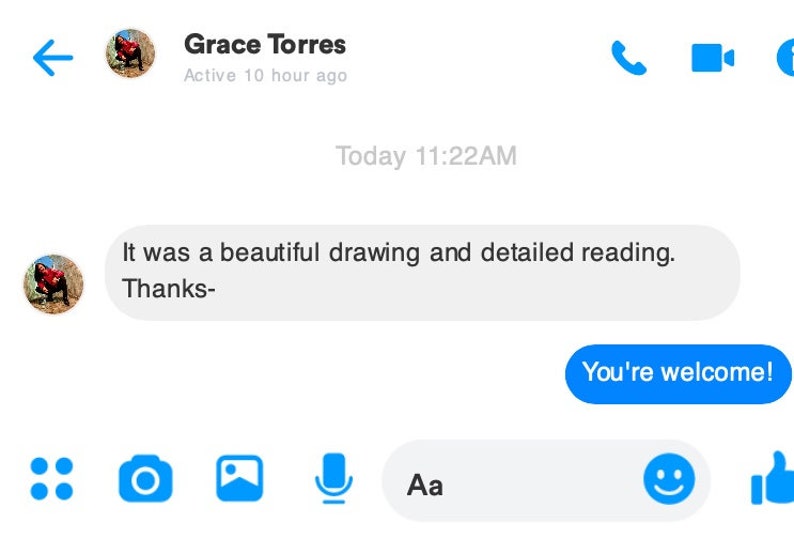 Grace Torres
Active 10 hour ago
Today 11:22AM
It was a beautiful drawing and detailed reading.
Thanks-
You're welcome!
Aa